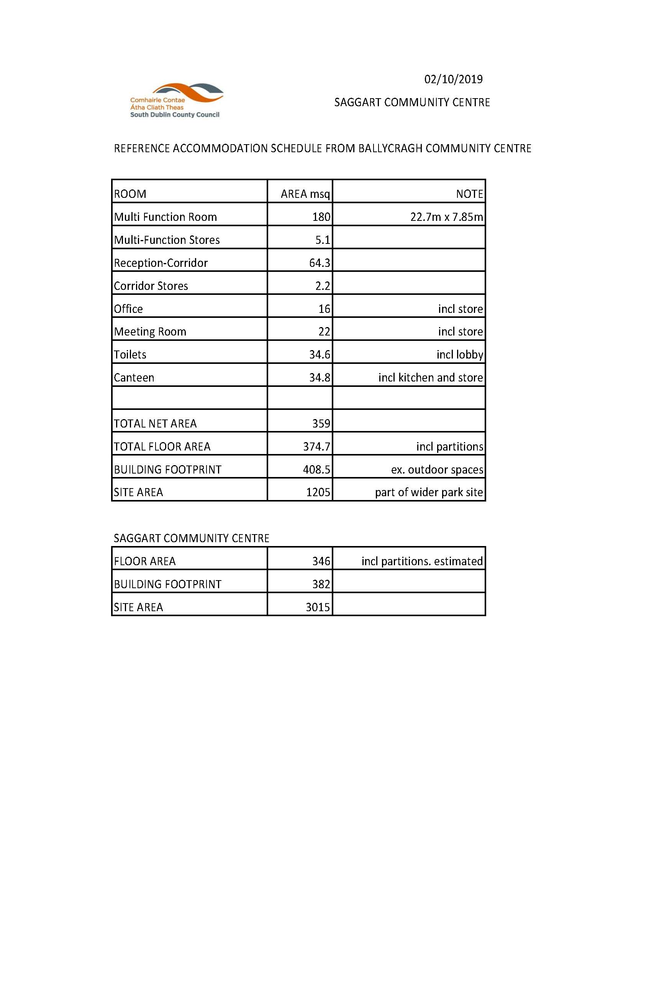 02/10/2019
Comhairle Contae
Átha Cliath Theas
South Dublin County Council
SAGGART COMMUNITY CENTRE
REFERENCE ACCOMMODATION SCHEDULE FROM BALLYCRAGH COMMUNITY CENTRE
ROOM AREA msq NOTE
Multi Function Room 180 22.7m x 7.85m
Multi-Function Stores 5.1
Reception-Corridor 64.3
Corridor Stores 2.2
Office 16 incl store
Meeting Room 22 incl store
Toilets 34.6 incl lobby
Canteen 34.8 incl kitchen and store
TOTAL NET AREA 359
TOTAL FLOOR AREA 374.7 incl partitions
BUILDING FOOTPRINT 408.5 ex. outdoor spaces
SITE AREA 1205 part of wider park site
SAGGART COMMUNITY CENTRE
FLOOR AREA 346 incl partitions. estimated
BUILDING FOOTPRINT 382
SITE AREA 3015